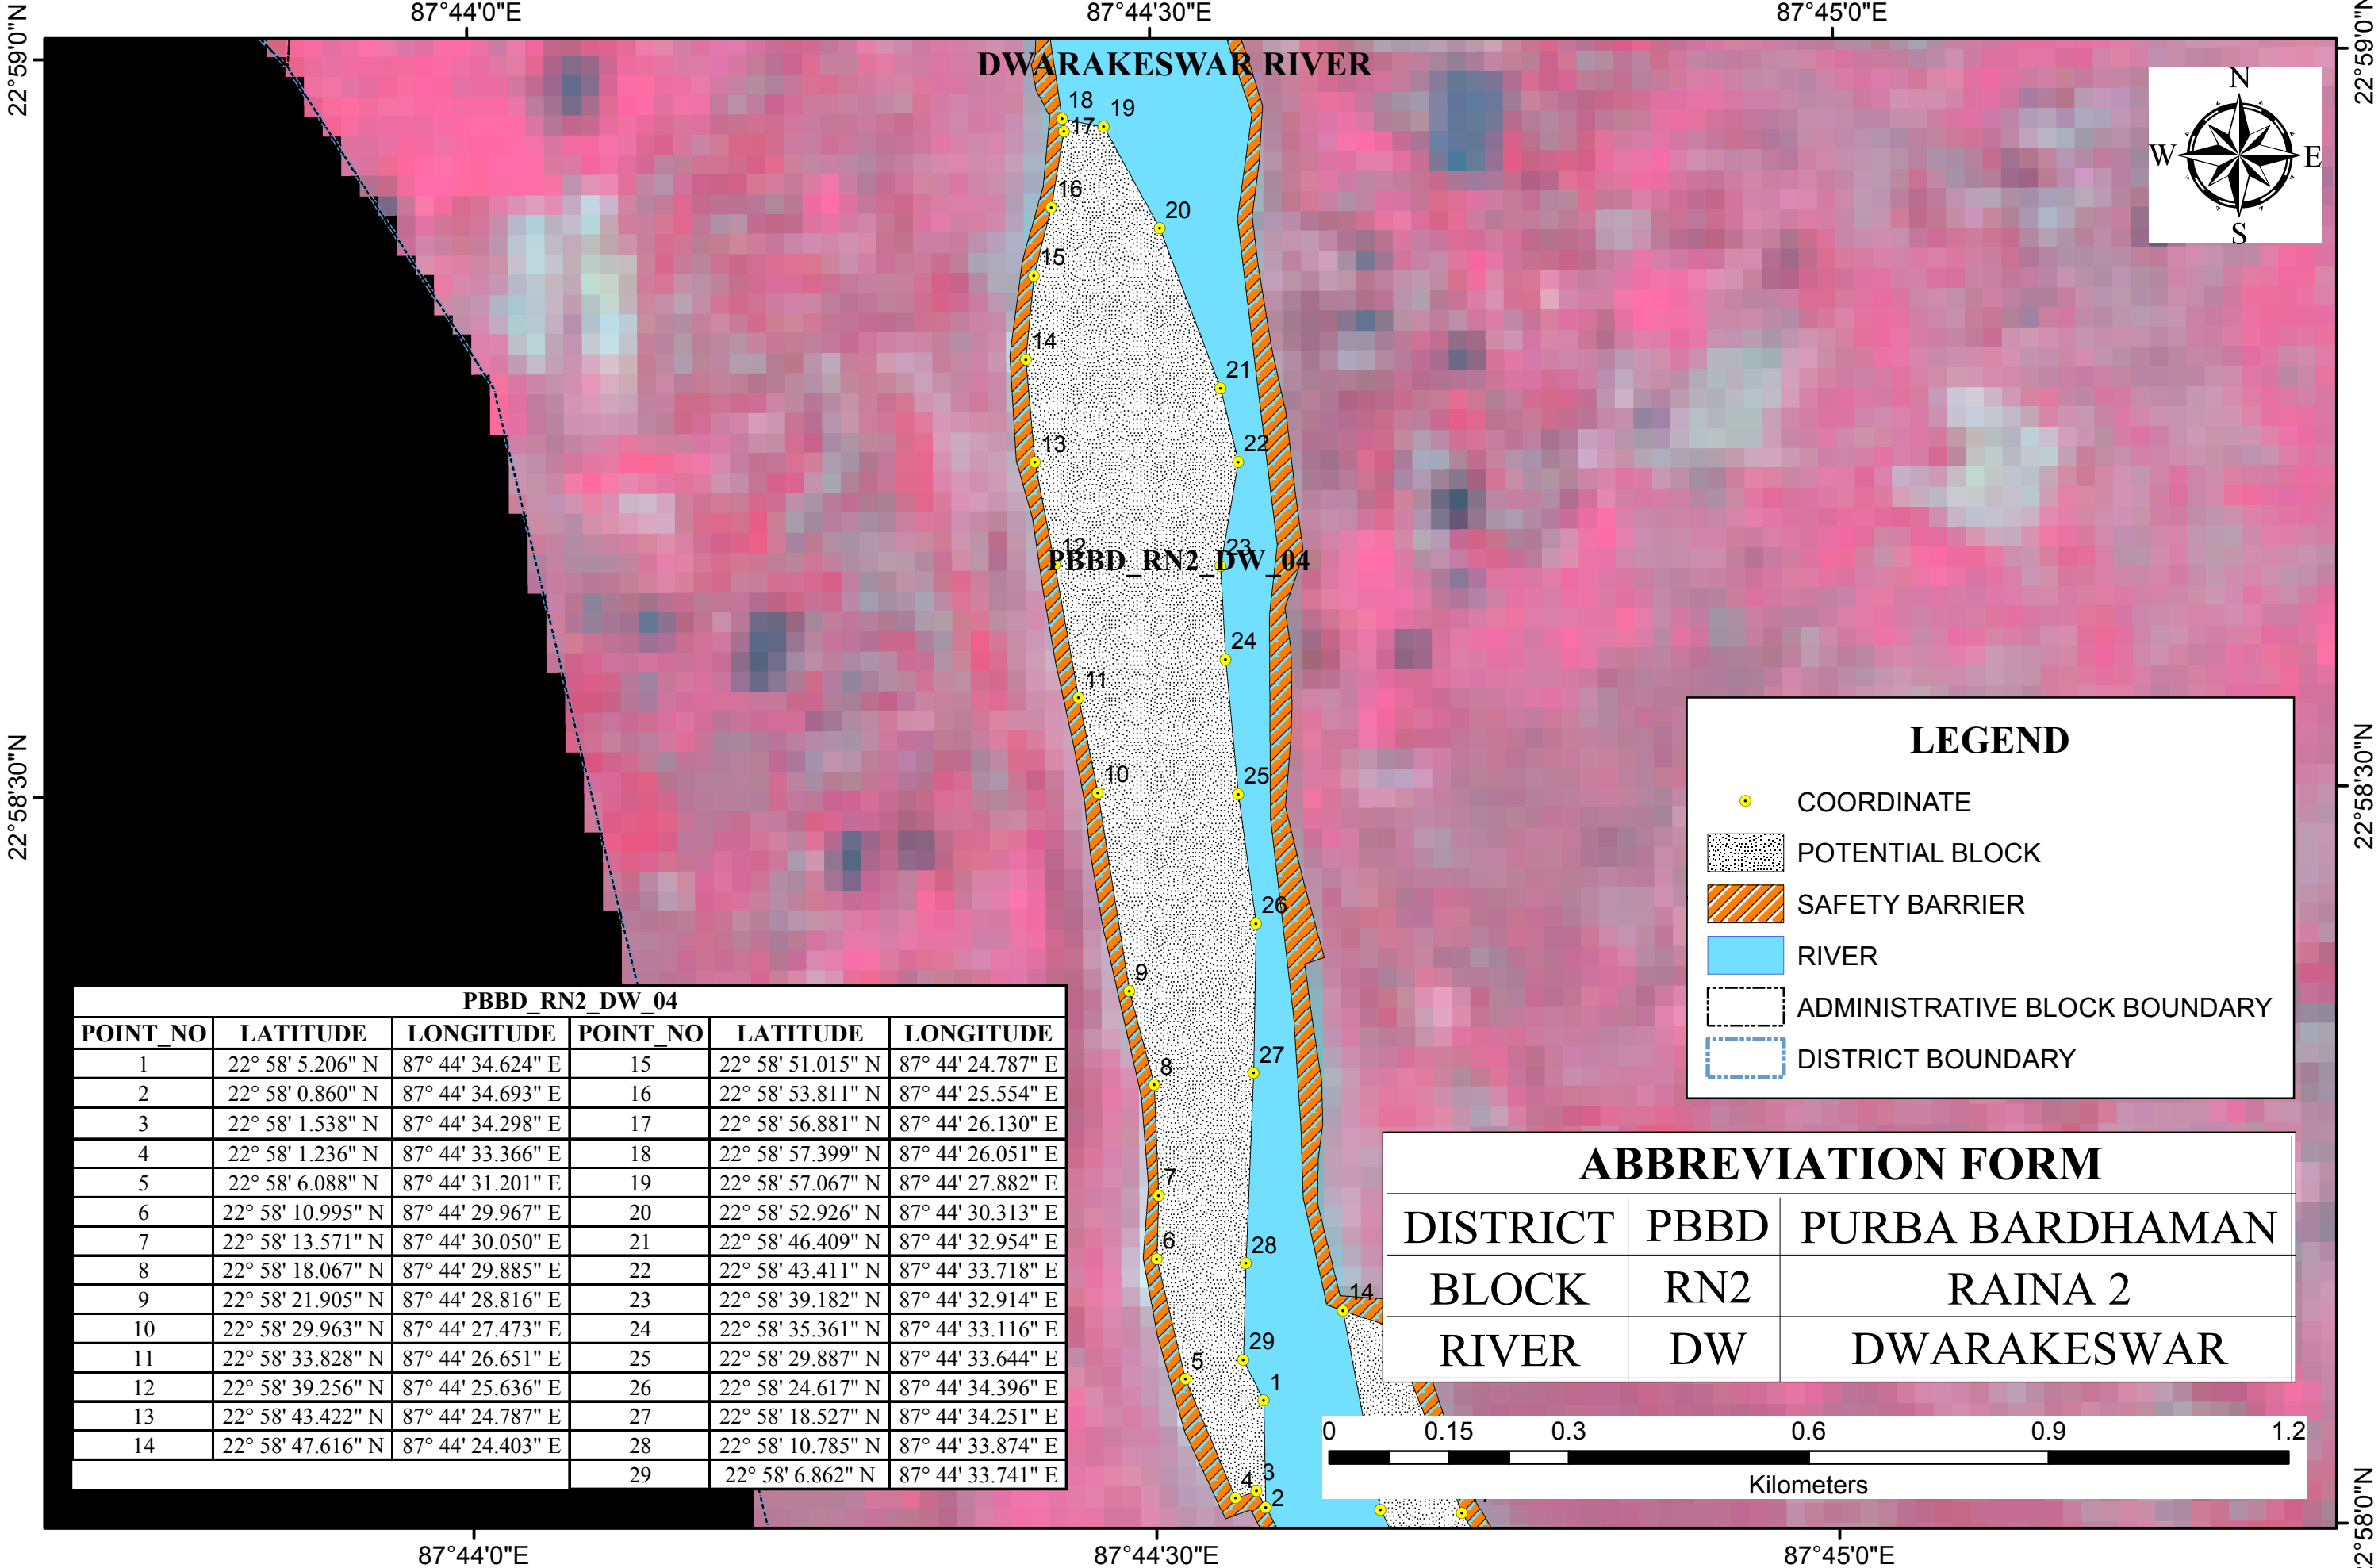 87°44'0"E 87°44'30"E 87°45'0"E
22°59'0"N 22°59'0"N
DWARAKESWAR RIVER
N
W E
S
18 19
17
16
20
15
14
21
13 22
12 23
PBBD_RN2_DW_04
24
11
10 25
26
9
27
8
7
6 28
14
29
5
1
4 3
2
22°58'30"N 22°58'30"N
LEGEND
COORDINATE
POTENTIAL BLOCK
SAFETY BARRIER
RIVER
ADMINISTRATIVE BLOCK BOUNDARY
DISTRICT BOUNDARY
PBBD_RN2_DW_04
POINT_NO LATITUDE LONGITUDE POINT_NO LATITUDE LONGITUDE
1 22° 58' 5.206" N 87° 44' 34.624" E 15 22° 58' 51.015" N 87° 44' 24.787" E
2 22° 58' 0.860" N 87° 44' 34.693" E 16 22° 58' 53.811" N 87° 44' 25.554" E
3 22° 58' 1.538" N 87° 44' 34.298" E 17 22° 58' 56.881" N 87° 44' 26.130" E
4 22° 58' 1.236" N 87° 44' 33.366" E 18 22° 58' 57.399" N 87° 44' 26.051" E
5 22° 58' 6.088" N 87° 44' 31.201" E 19 22° 58' 57.067" N 87° 44' 27.882" E
6 22° 58' 10.995" N 87° 44' 29.967" E 20 22° 58' 52.926" N 87° 44' 30.313" E
7 22° 58' 13.571" N 87° 44' 30.050" E 21 22° 58' 46.409" N 87° 44' 32.954" E
8 22° 58' 18.067" N 87° 44' 29.885" E 22 22° 58' 43.411" N 87° 44' 33.718" E
9 22° 58' 21.905" N 87° 44' 28.816" E 23 22° 58' 39.182" N 87° 44' 32.914" E
10 22° 58' 29.963" N 87° 44' 27.473" E 24 22° 58' 35.361" N 87° 44' 33.116" E
11 22° 58' 33.828" N 87° 44' 26.651" E 25 22° 58' 29.887" N 87° 44' 33.644" E
12 22° 58' 39.256" N 87° 44' 25.636" E 26 22° 58' 24.617" N 87° 44' 34.396" E
13 22° 58' 43.422" N 87° 44' 24.787" E 27 22° 58' 18.527" N 87° 44' 34.251" E
14 22° 58' 47.616" N 87° 44' 24.403" E 28 22° 58' 10.785" N 87° 44' 33.874" E
29 22° 58' 6.862" N 87° 44' 33.741" E
ABBREVIATION FORM
DISTRICT PBBD PURBA BARDHAMAN
BLOCK RN2 RAINA 2
RIVER DW DWARAKESWAR
0 0.15 0.3 0.6 0.9 1.2
Kilometers
2°58'0"N
87°44'0"E 87°44'30"E 87°45'0"E